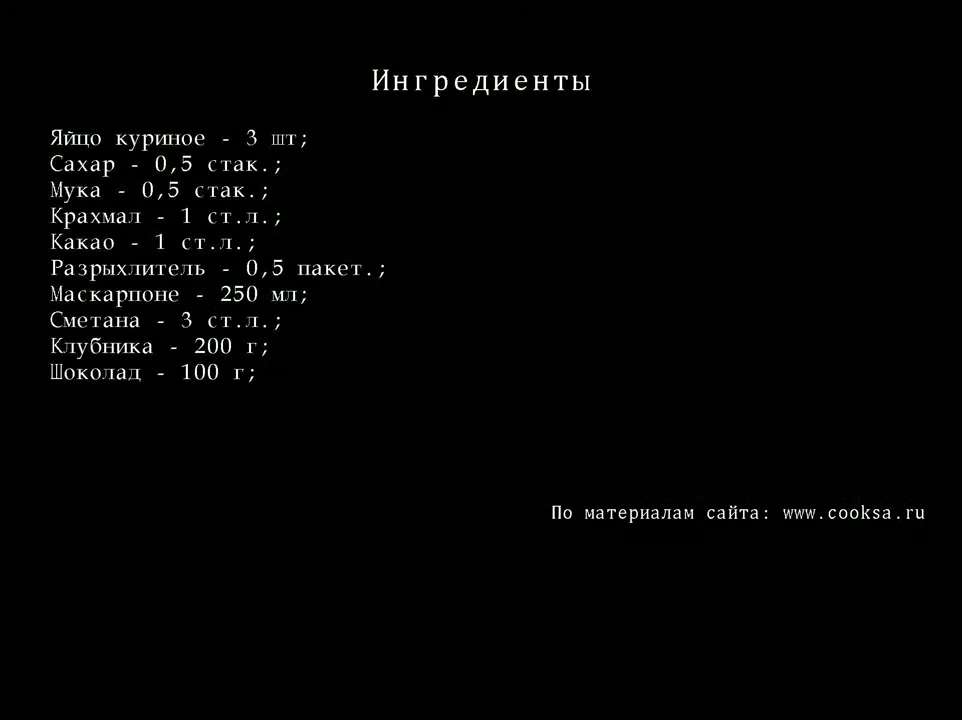 Ингредиенты
Яйцо куриное - 3 шт;
Сахар - 0,5 стак.;
Мука - 0,5 стак.;
Крахмал - 1 ст.л.;
Какао - 1 ст.л.;
Разрыхлитель - 0,5 пакет.;
Маскарпоне - 250 мл;
Сметана - 3 ст.л.;
Клубника - 200 г;
Шоколад - 100 г;
По материалам сайта: www.cooksa.ru